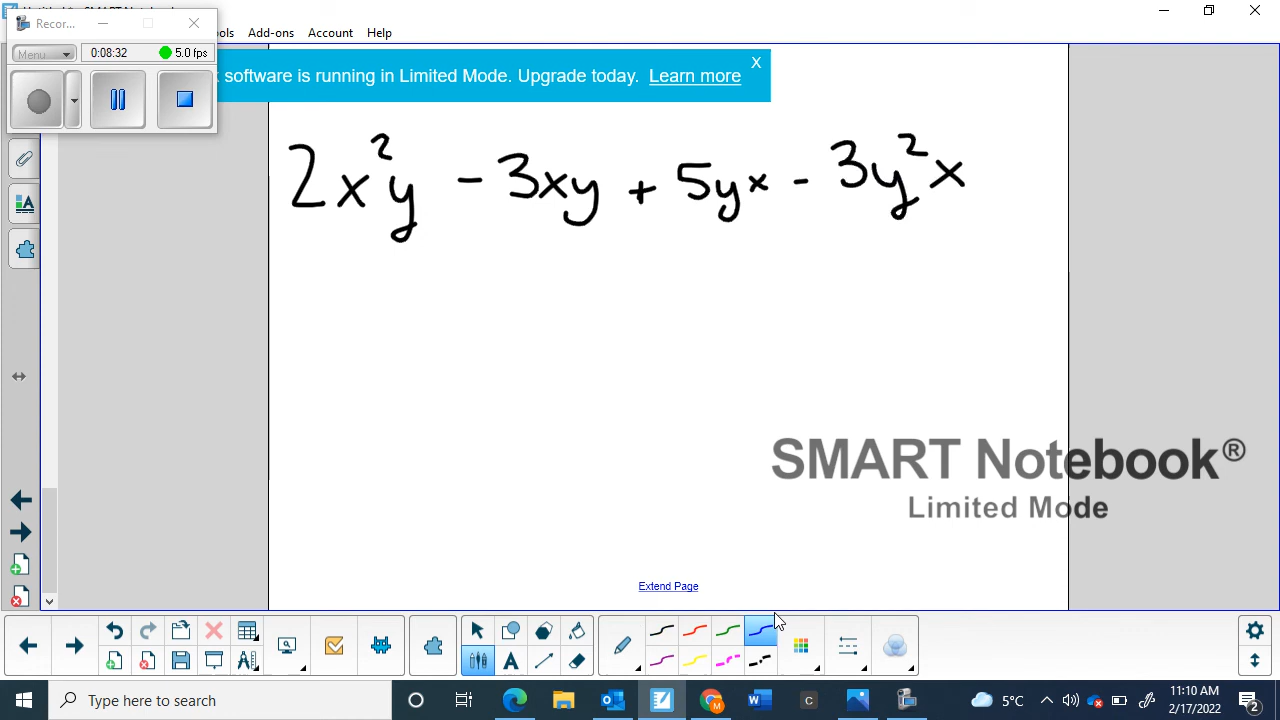 Recor...
ols Add-ons Account Help
Menu 0:08:32 5.0 fps
software is running in Limited Mode. Upgrade today. Learn more X
2x²y - 3xy + 5yx - 3y²x
SMART Notebook®
Limited Mode
Extend Page
Type here to search
5°C
11:10 AM
2/17/2022
2